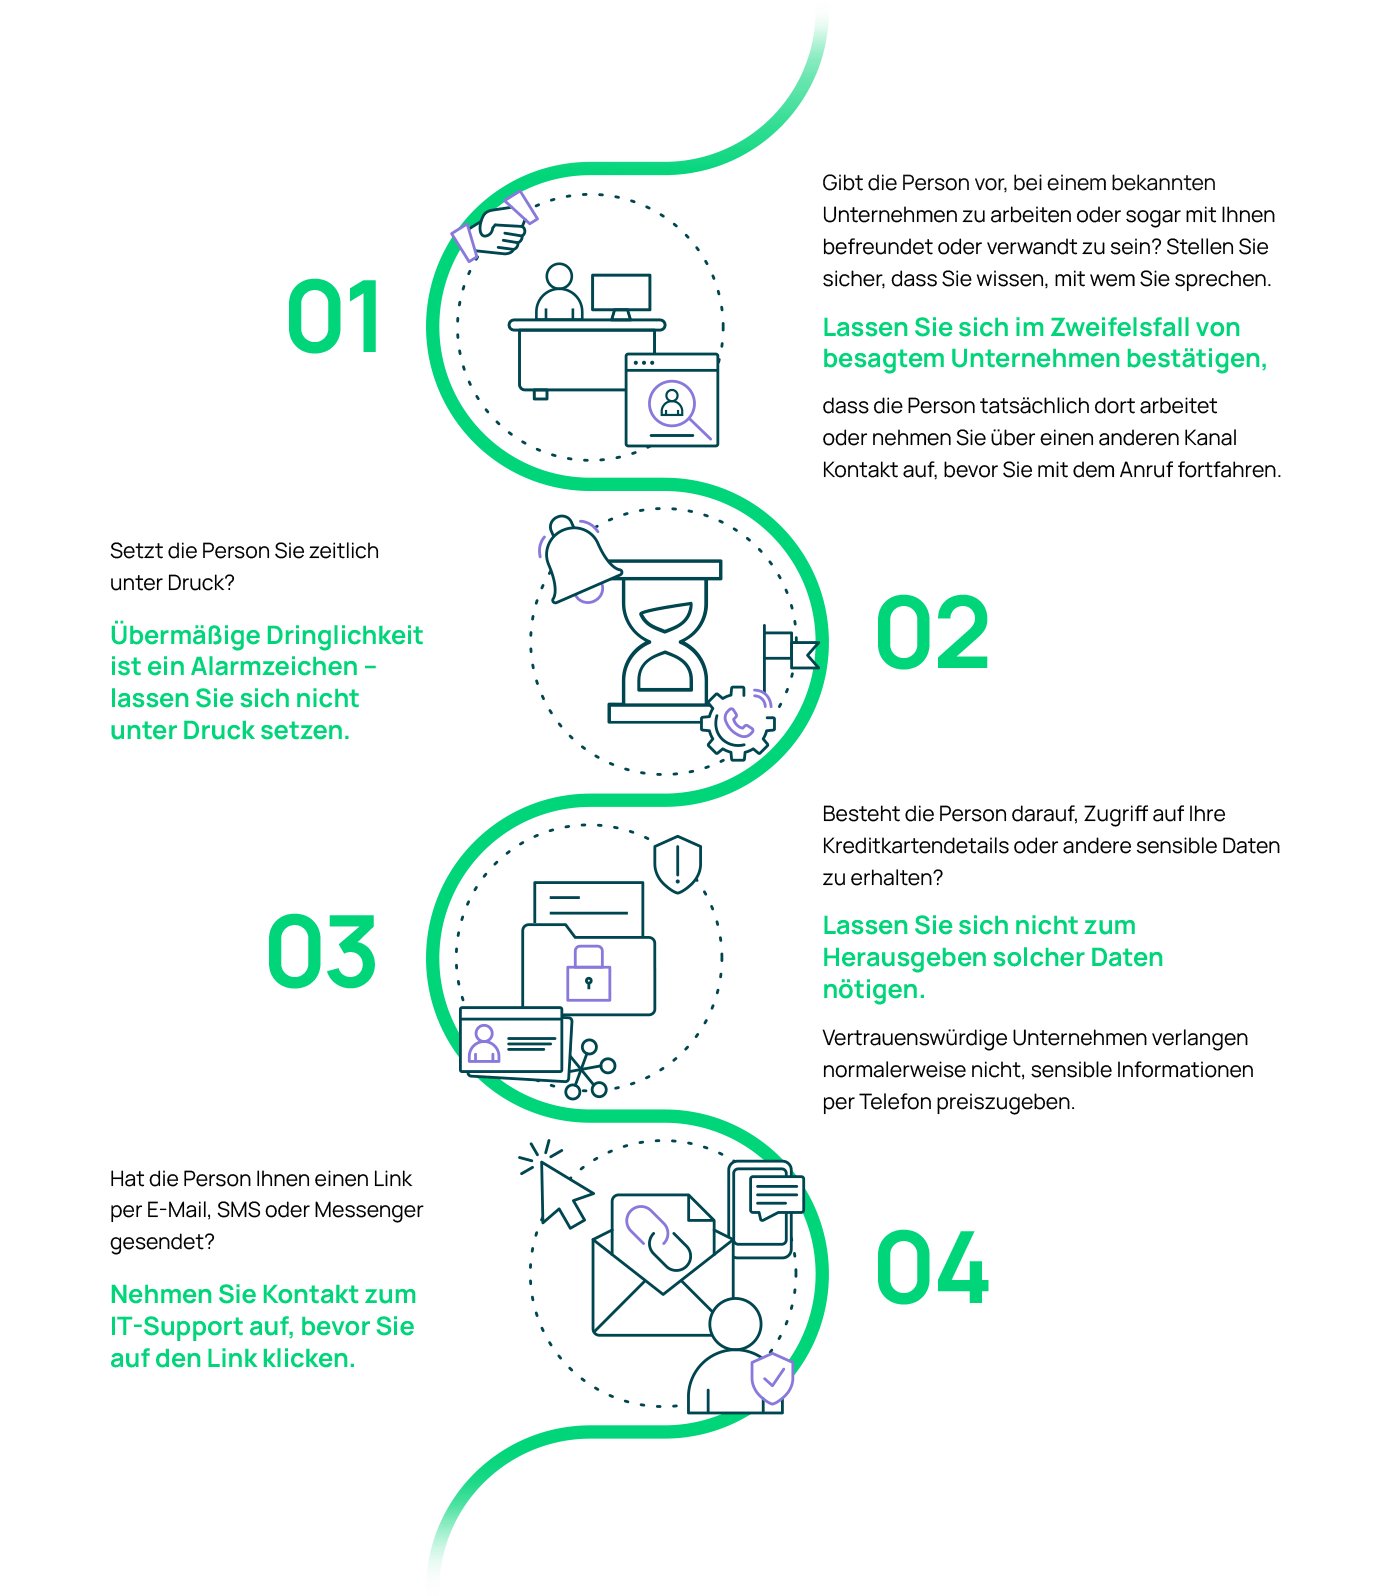 01
Gibt die Person vor, bei einem bekannten
Unternehmen zu arbeiten oder sogar mit Ihnen
befreundet oder verwandt zu sein? Stellen Sie
sicher, dass Sie wissen, mit wem Sie sprechen.
Lassen Sie sich im Zweifelsfall von
besagtem Unternehmen bestätigen,
dass die Person tatsächlich dort arbeitet
oder nehmen Sie über einen anderen Kanal
Kontakt auf, bevor Sie mit dem Anruf fortfahren.
02
Setzt die Person Sie zeitlich
unter Druck?
Übermäßige Dringlichkeit
ist ein Alarmzeichen –
lassen Sie sich nicht
unter Druck setzen.
03
Besteht die Person darauf, Zugriff auf Ihre
Kreditkartendetails oder andere sensible Daten
zu erhalten?
Lassen Sie sich nicht zum
Herausgeben solcher Daten
nötigen.
Vertrauenswürdige Unternehmen verlangen
normalerweise nicht, sensible Informationen
per Telefon preiszugeben.
04
Hat die Person Ihnen einen Link
per E-Mail, SMS oder Messenger
gesendet?
Nehmen Sie Kontakt zum
IT-Support auf, bevor Sie
auf den Link klicken.